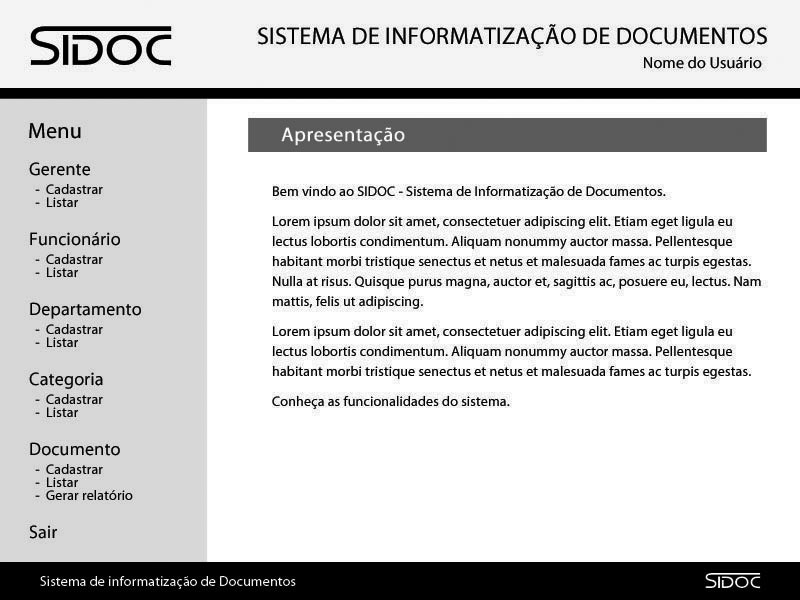 SIDOC
SISTEMA DE INFORMATIZAÇÃO DE DOCUMENTOS
Nome do Usuário
Menu
Gerente
- Cadastrar
- Listar
Funcionário
- Cadastrar
- Listar
Departamento
- Cadastrar
- Listar
Categoria
- Cadastrar
- Listar
Documento
- Cadastrar
- Listar
- Gerar relatório
Sair
Apresentação
Bem vindo ao SIDOC - Sistema de Informatização de Documentos.
Lorem ipsum dolor sit amet, consectetuer adipiscing elit. Etiam eget ligula eu
lectus lobortis condimentum. Aliquam nonummy auctor massa. Pellentesque
habitant morbi tristique senectus et netus et malesuada fames ac turpis egestas.
Nulla at risus. Quisque purus magna, auctor et, sagittis ac, posuere eu, lectus. Nam
mattis, felis ut adipiscing.
Lorem ipsum dolor sit amet, consectetuer adipiscing elit. Etiam eget ligula eu
lectus lobortis condimentum. Aliquam nonummy auctor massa. Pellentesque
habitant morbi tristique senectus et netus et malesuada fames ac turpis egestas.
Conheça as funcionalidades do sistema.
Sistema de informatização de Documentos
SIDOC